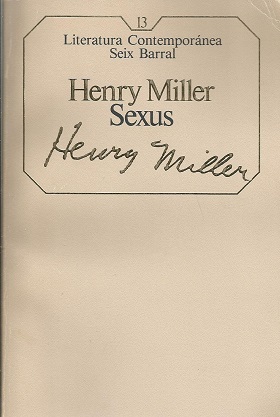 13
Literatura Contemporánea
Seix Barral
Henry Miller
Sexus
Henry Miller